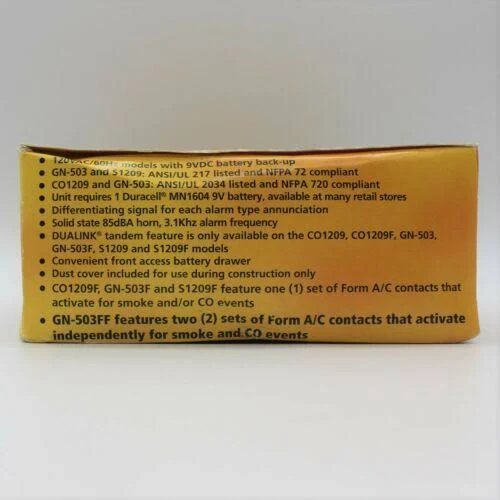 • 120VAC/60Hz models with 9VDC battery back-up
• GN-503 and S1209: ANSI/UL 217 listed and NFPA 72 compliant
• CO1209 and GN-503: ANSI/UL 2034 listed and NFPA 720 compliant
• Unit requires 1 Duracell® MN1604 9V battery, available at many retail stores
• Differentiating signal for each alarm type annunciation
• Solid state 85dBA horn, 3.1Khz alarm frequency
• DUALINK® tandem feature is only available on the CO1209, CO1209F, GN-503,
GN-503F, S1209 and S1209F models
• Convenient front access battery drawer
• Dust cover included for use during construction only
• CO1209F, GN-503F and S1209F feature one (1) set of Form A/C contacts that
activate for smoke and/or CO events
• GN-503FF features two (2) sets of Form A/C contacts that activate
independently for smoke and CO events